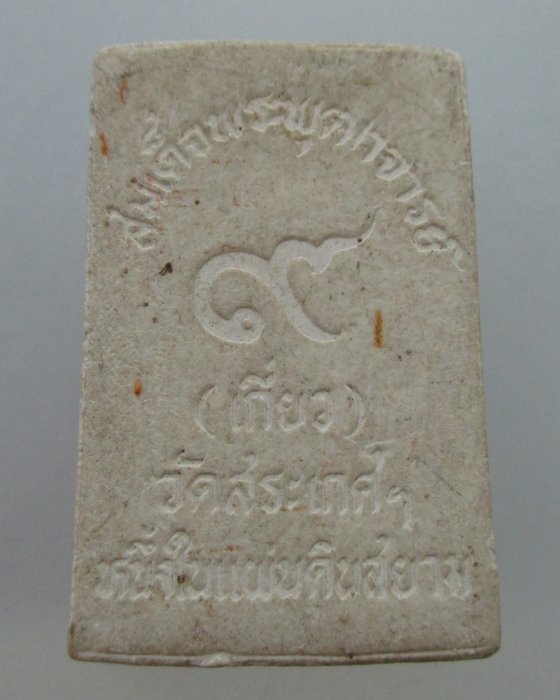 สมเด็จพระพุฒาจารย์
๙
(เกี่ยว)
วัดสระเกศฯ
หนึ่งในแผ่นดินสยาม